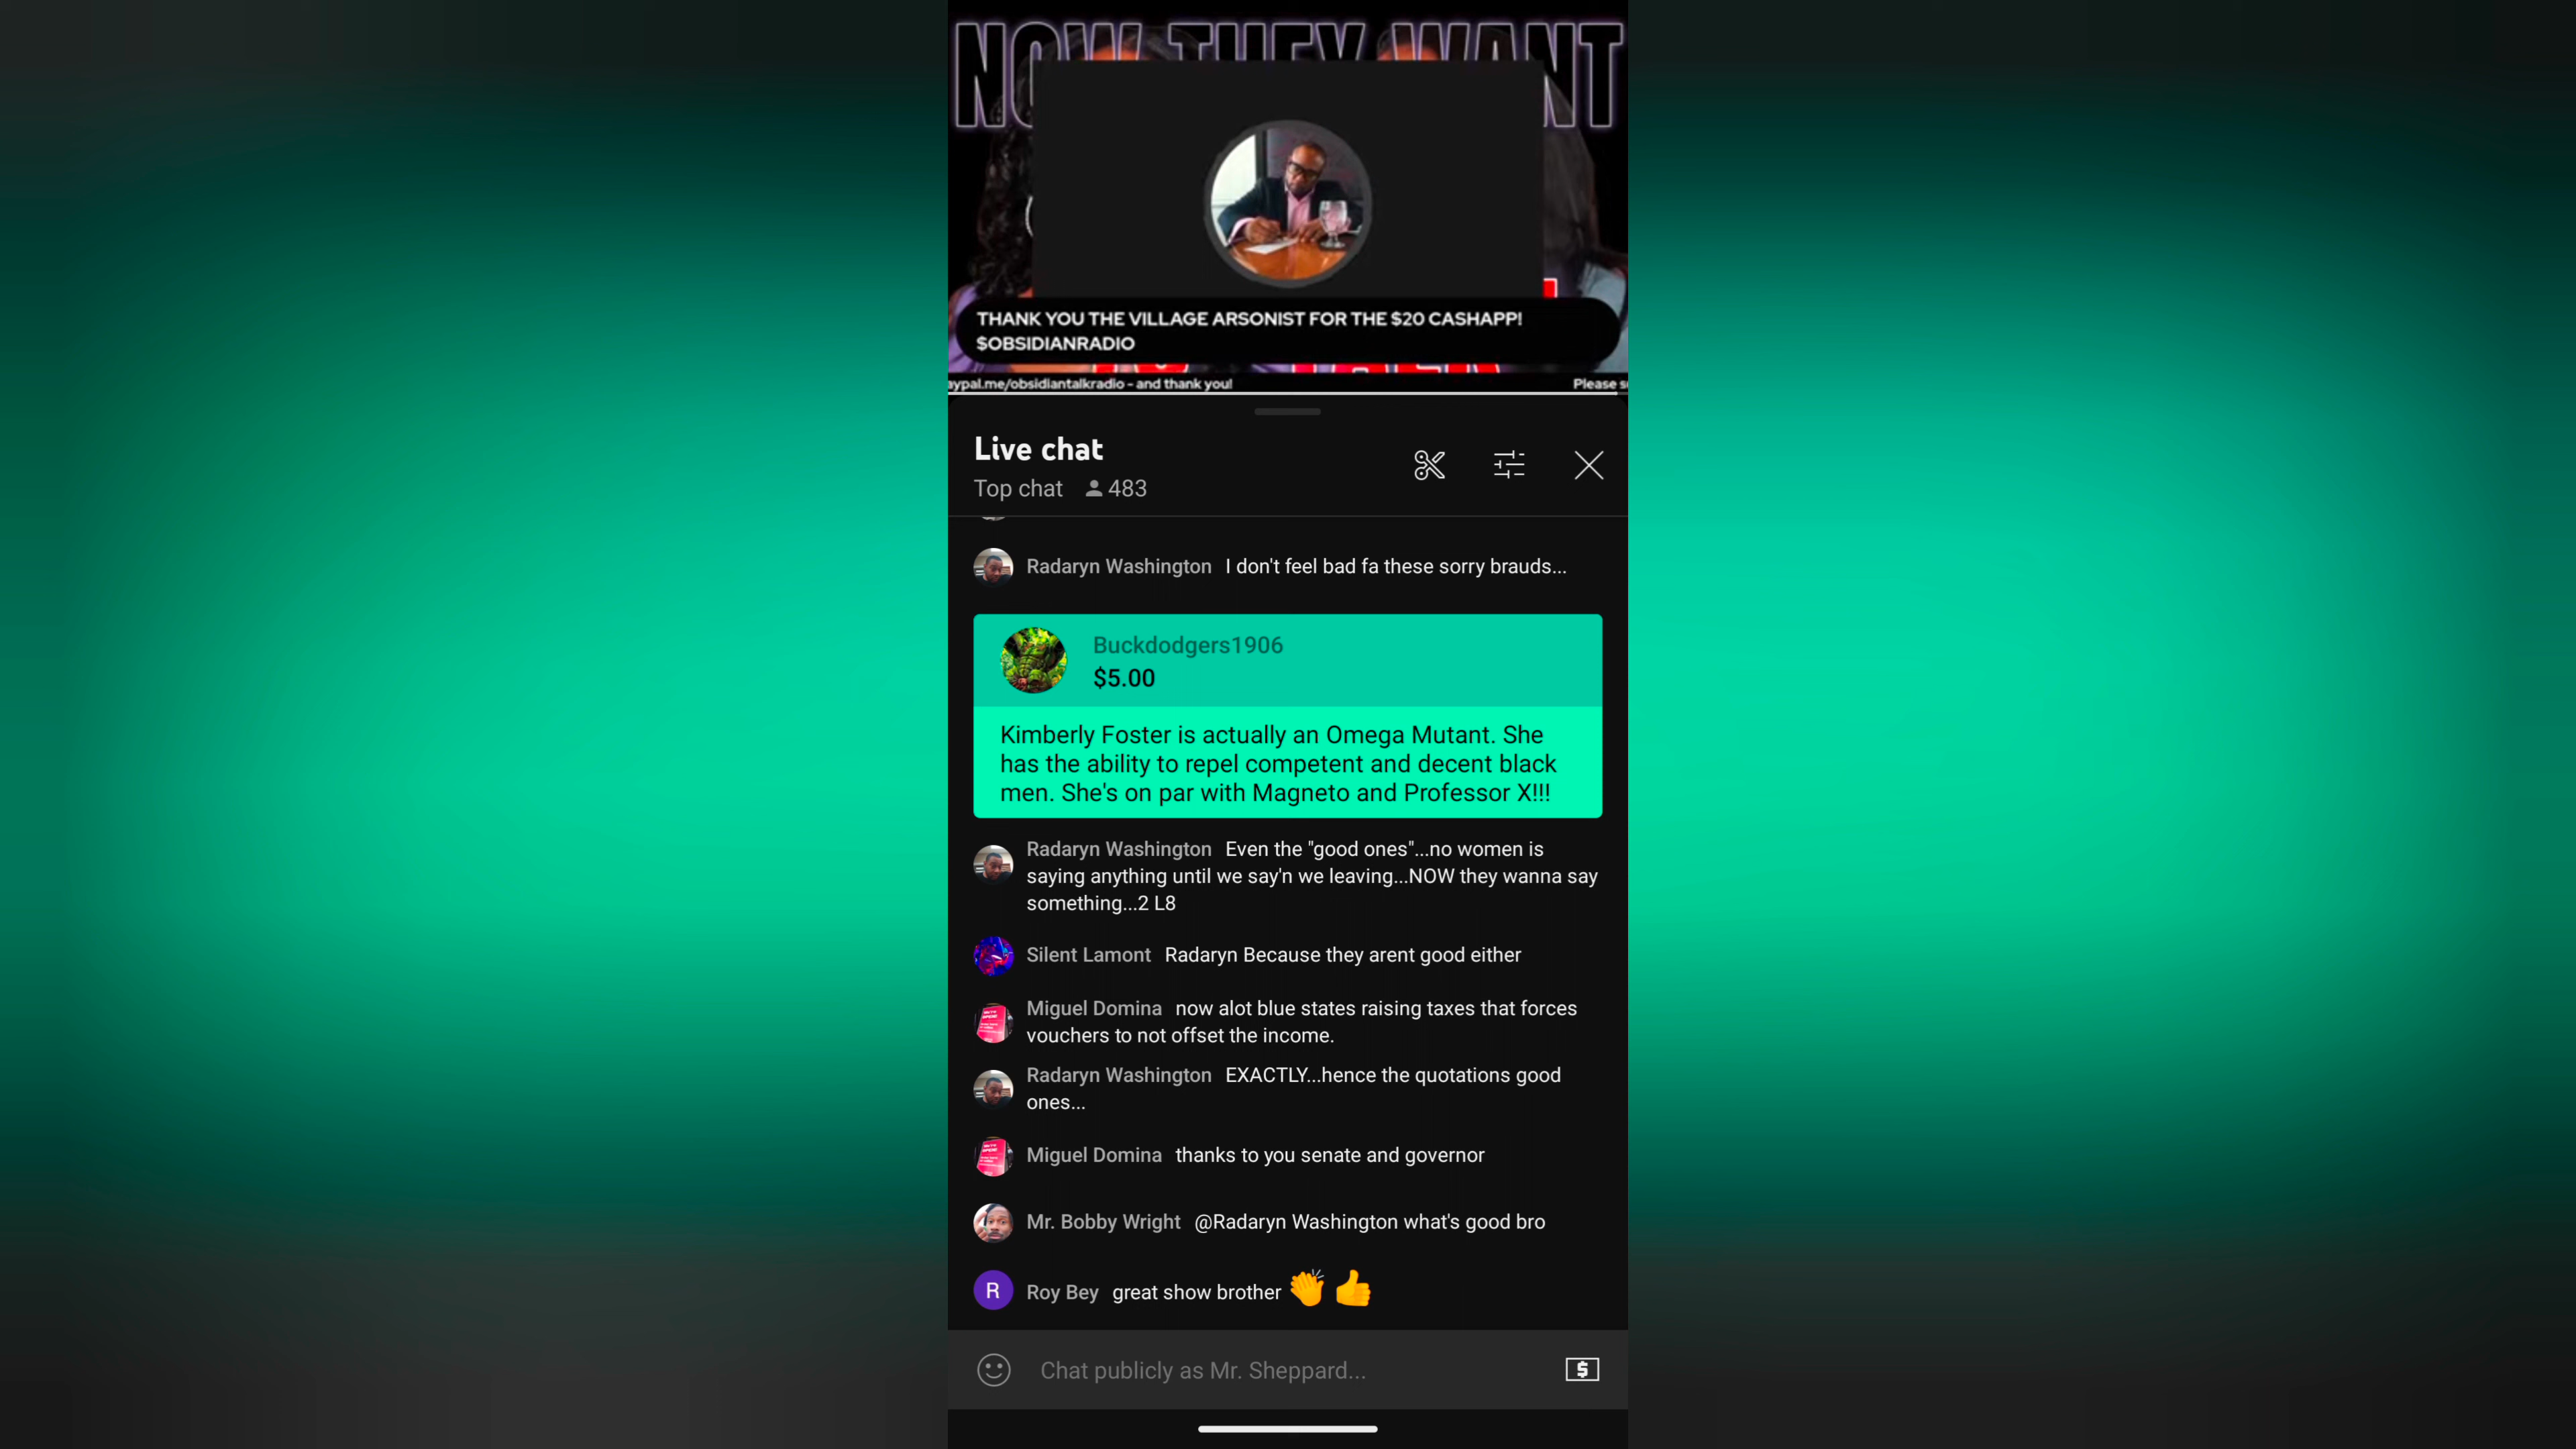 NOW THEY WANT
THANK YOU THE VILLAGE ARSONIST FOR THE $20 CASHAPP!
$OBSIDIANRADIO
aypal.me/obsidiantalkradio - and thank you!
Please s
Live chat
Top chat 483
Radaryn Washington I don't feel bad fa these sorry brauds...
Buckdodgers1906
$5.00
Kimberly Foster is actually an Omega Mutant. She
has the ability to repel competent and decent black
men. She's on par with Magneto and Professor X!!!
Radaryn Washington Even the "good ones"...no women is
saying anything until we say'n we leaving...NOW they wanna say
something...2 L8
Silent Lamont Radaryn Because they arent good either
Miguel Domina now alot blue states raising taxes that forces
vouchers to not offset the income.
Radaryn Washington EXACTLY...hence the quotations good
ones...
Miguel Domina thanks to you senate and governor
Mr. Bobby Wright @Radaryn Washington what's good bro
R Roy Bey great show brother 👏 👍
Chat publicly as Mr. Sheppard...